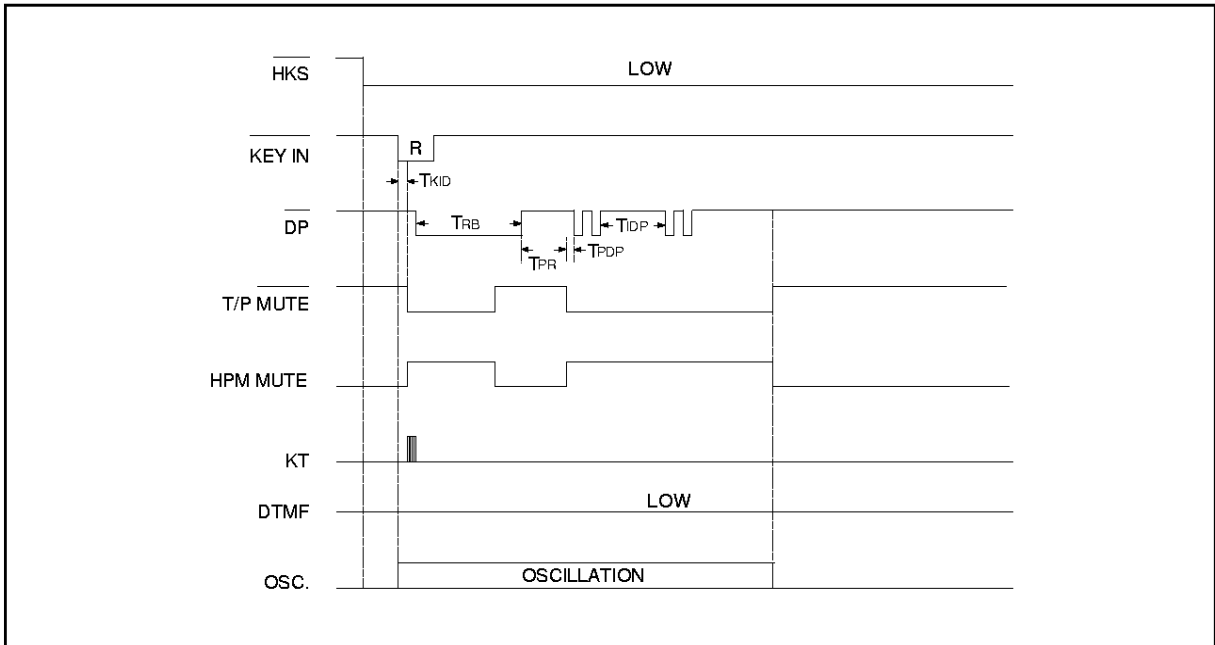 HKS
LOW
KEY IN
R
TKID
DP
TRB
TIDP
TPR
TPDP
T/P MUTE
HPM MUTE
KT
DTMF
LOW
OSC.
OSCILLATION